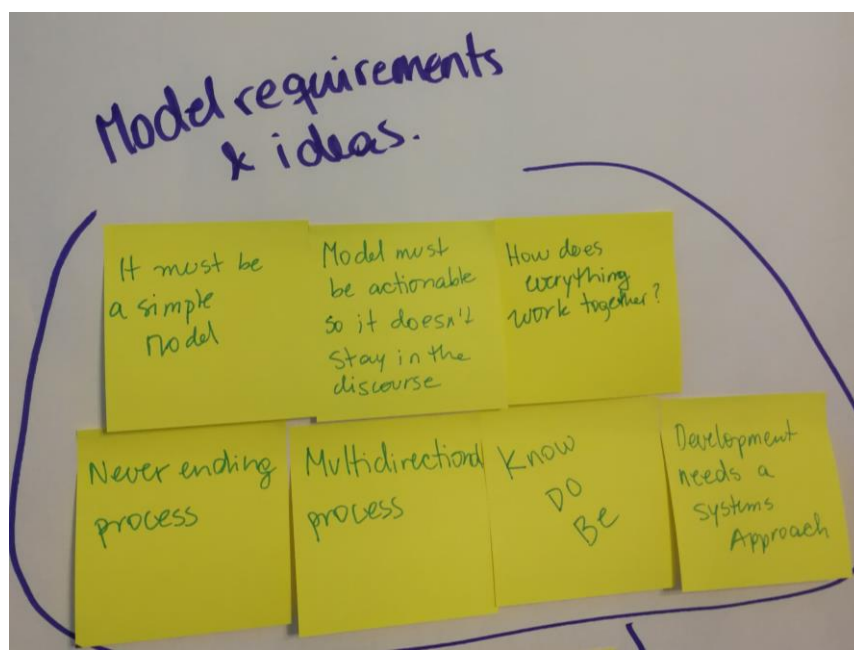 Model requirements
& ideas.
It must be
a simple
model
Model must
be actionable
so it doesn't
stay in the
discourse
How does
everything
work together?
Never ending
process
Multidirectional
process
Know
DO
Be
Development
needs a
systems
Approach